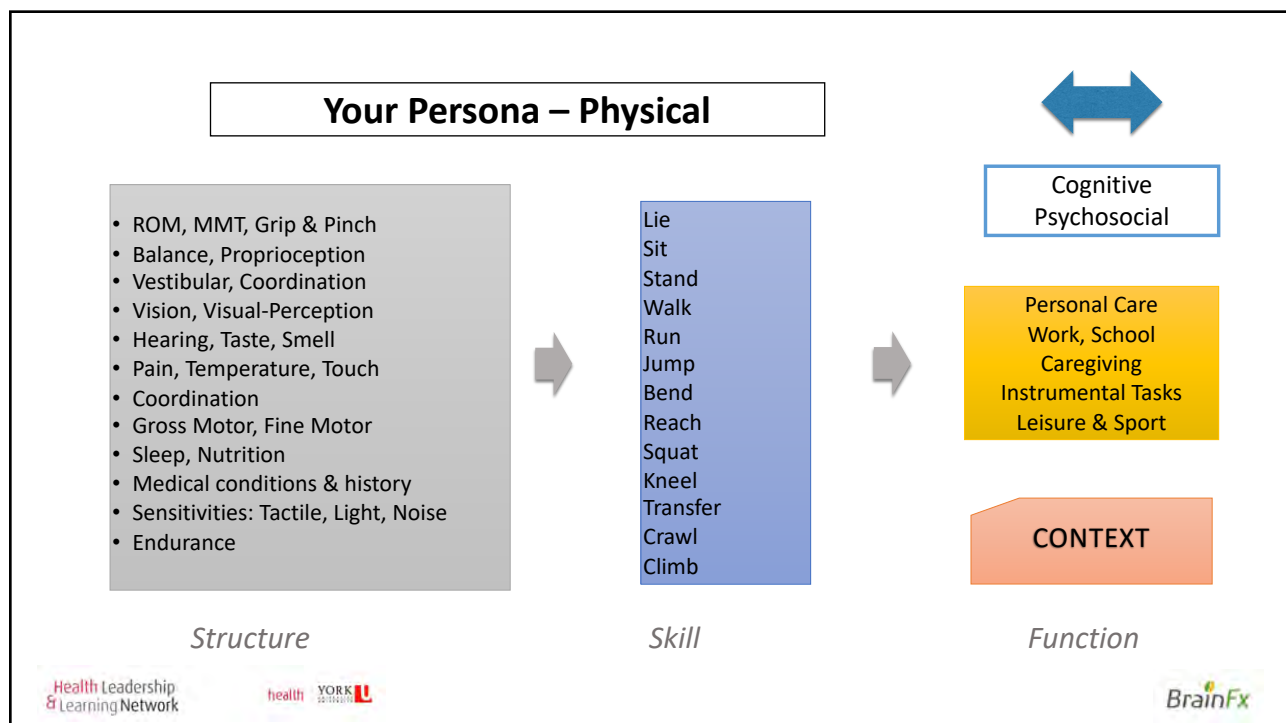 Your Persona – Physical
• ROM, MMT, Grip & Pinch
• Balance, Proprioception
• Vestibular, Coordination
• Vision, Visual-Perception
• Hearing, Taste, Smell
• Pain, Temperature, Touch
• Coordination
• Gross Motor, Fine Motor
• Sleep, Nutrition
• Medical conditions & history
• Sensitivities: Tactile, Light, Noise
• Endurance
Structure
Lie
Sit
Stand
Walk
Run
Jump
Bend
Reach
Squat
Kneel
Transfer
Crawl
Climb
Skill
Cognitive
Psychosocial
Personal Care
Work, School
Caregiving
Instrumental Tasks
Leisure & Sport
CONTEXT
Function
Health Leadership
& Learning Network
health YORK U
BrainFx